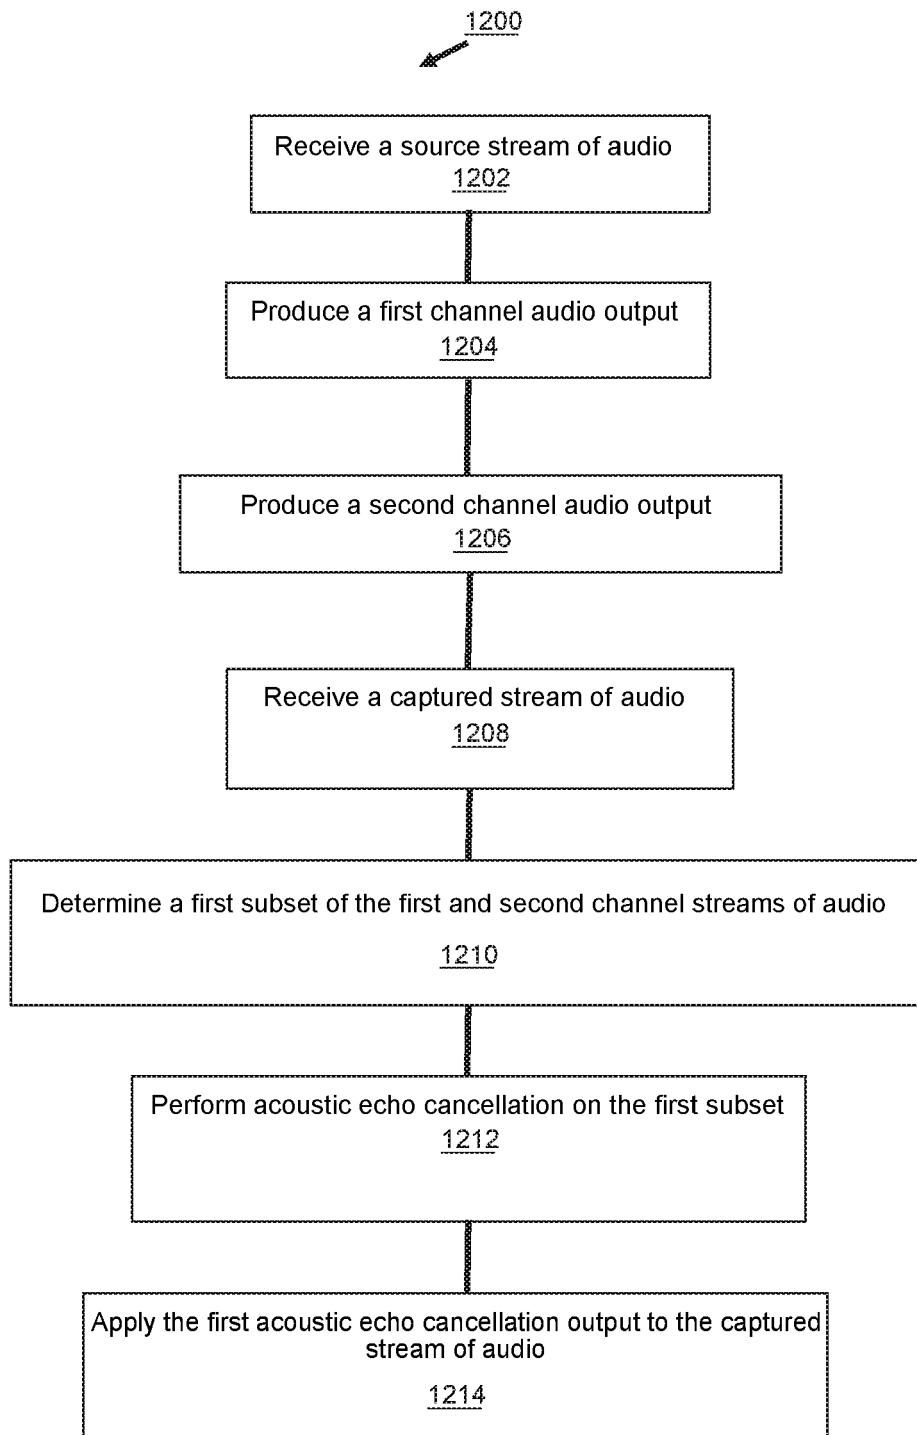 1200
Receive a source stream of audio
1202
Produce a first channel audio output
1204
Produce a second channel audio output
1206
Receive a captured stream of audio
1208
Determine a first subset of the first and second channel streams of audio
1210
Perform acoustic echo cancellation on the first subset
1212
Apply the first acoustic echo cancellation output to the captured
stream of audio
1214